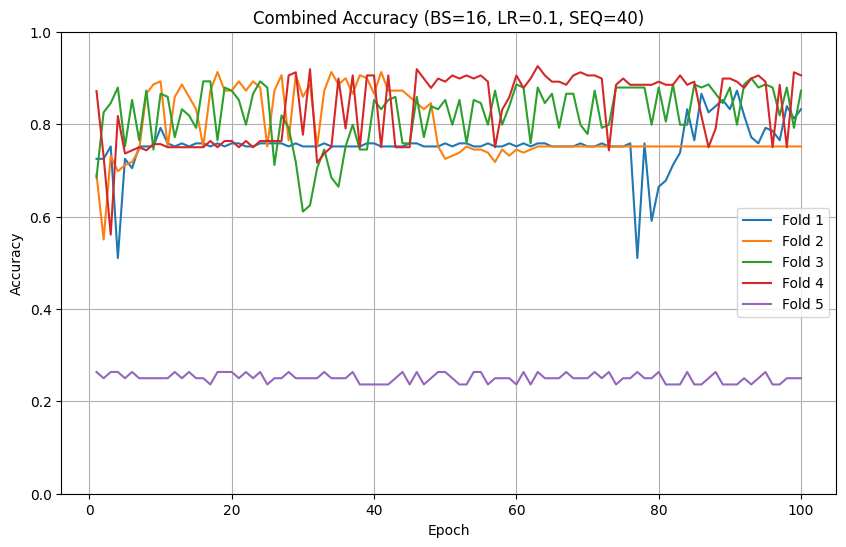 Combined Accuracy (BS=16, LR=0.1, SEQ=40)
1.0
0.8
0.6
0.4
0.2
0.0
Accuracy
Fold 1
Fold 2
Fold 3
Fold 4
Fold 5
0 20 40 60 80 100
Epoch